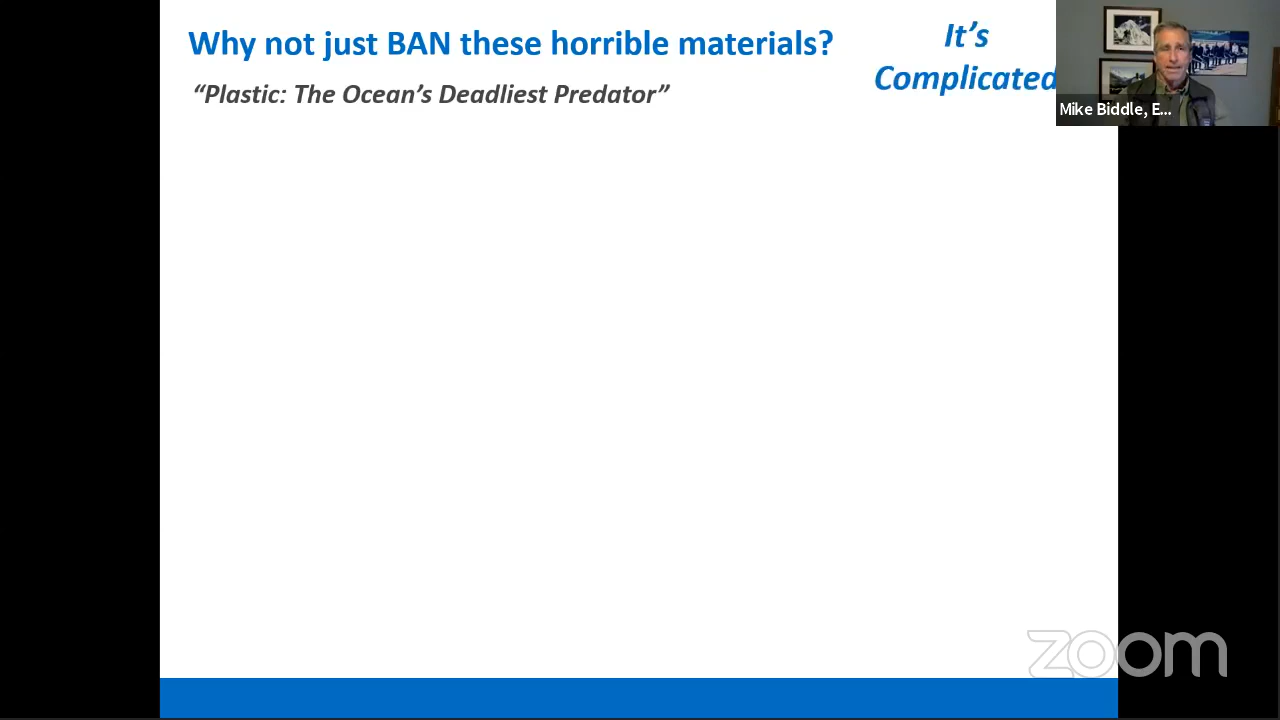 Why not just BAN these horrible materials?
It’s
Complicated
“Plastic: The Ocean’s Deadliest Predator”
Mike Biddle, E...
zoom